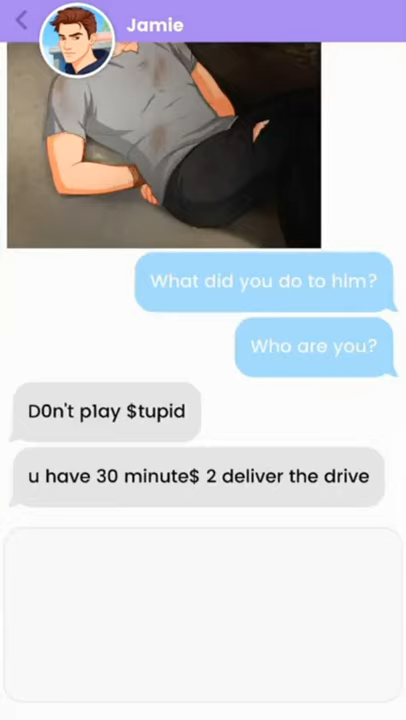 Jamie
What did you do to him?
Who are you?
D0n't p1ay $tupid
u have 30 minute$ 2 deliver the drive